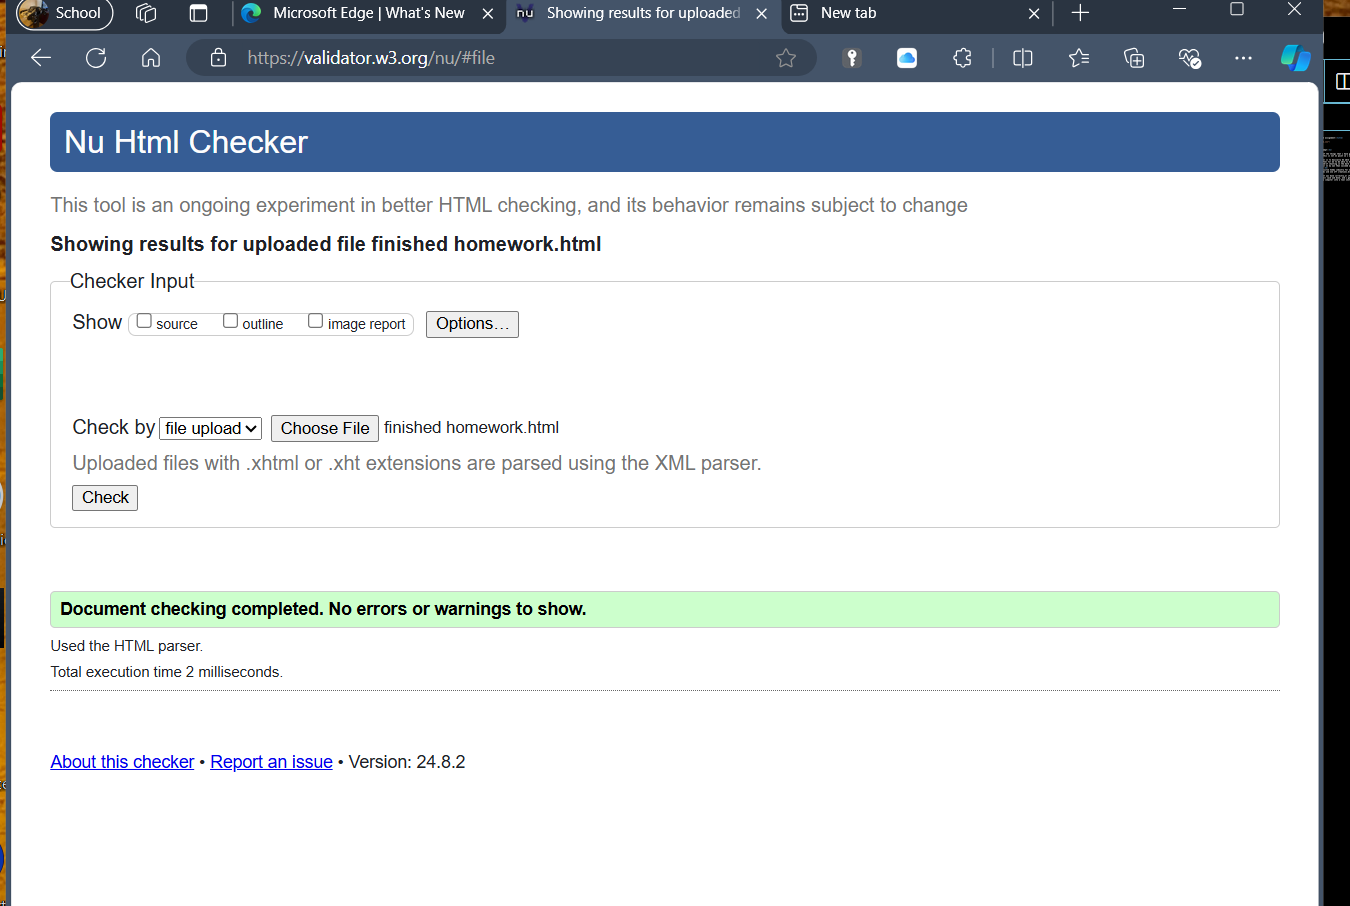 School
Microsoft Edge | What's New
nu Showing results for uploaded
New tab
https://validator.w3.org/nu/#file
Nu Html Checker
This tool is an ongoing experiment in better HTML checking, and its behavior remains subject to change
Showing results for uploaded file finished homework.html
Checker Input
Show source outline image report Options...
Check by file upload Choose File finished homework.html
Uploaded files with .xhtml or .xht extensions are parsed using the XML parser.
Check
Document checking completed. No errors or warnings to show.
Used the HTML parser.
Total execution time 2 milliseconds.
About this checker • Report an issue • Version: 24.8.2